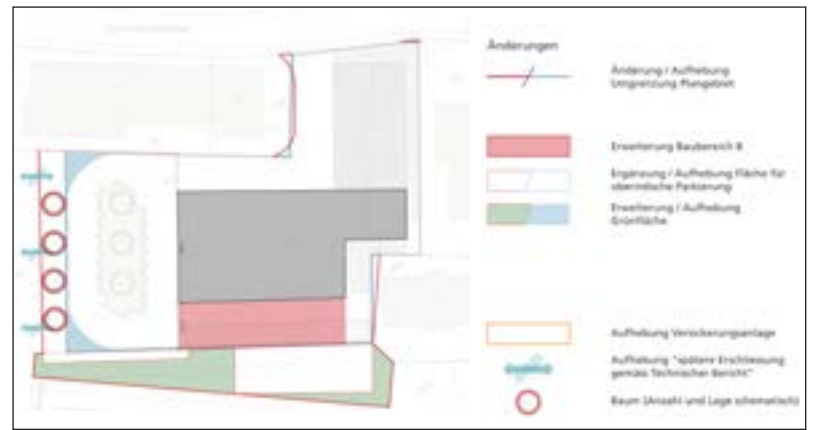 Änderungen
Änderung / Aufhebung
Umgrenzung Plangebiet
Erweiterung Baubereich B
Ergänzung / Aufhebung Fläche für
oberirdische Parkierung
Erweiterung / Aufhebung
Grünfläche
Aufhebung Versickerungsanlage
Aufhebung "spätere Erschliessung
gemäss Technischer Bericht"
Baum (Anzahl und Lage schematisch)